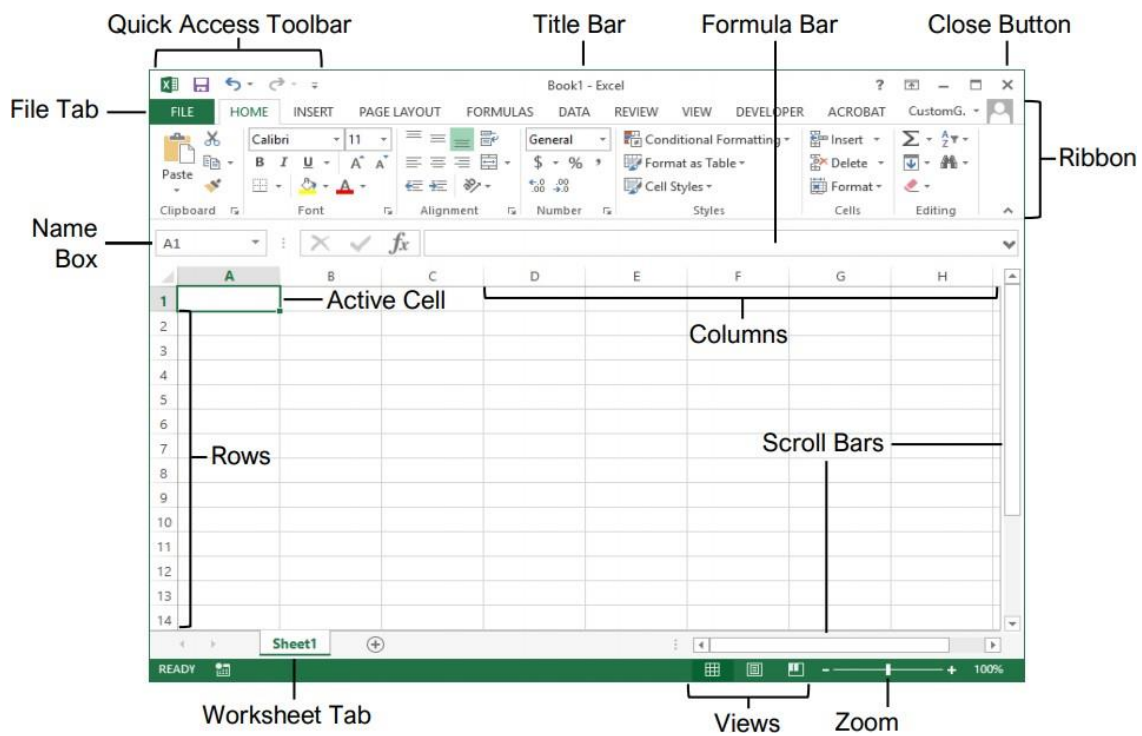 Quick Access Toolbar Title Bar Formula Bar Close Button
Book1 - Excel ?
File Tab
FILE HOME INSERT PAGE LAYOUT FORMULAS DATA REVIEW VIEW DEVELOPER ACROBAT CustomG.
Calibri 11 General Conditional Formatting Insert
Paste B I U A A $ % , Format as Table Delete
A Cell Styles Format
Ribbon
Clipboard Font Alignment Number Styles Cells Editing
Name
Box
A1 fx
A B C D E F G H
1 Active Cell
2 Columns
3
4
5
6
7 Scroll Bars
Rows
8
9
10
11
12
13
14
Sheet1
READY 100%
Worksheet Tab Views Zoom